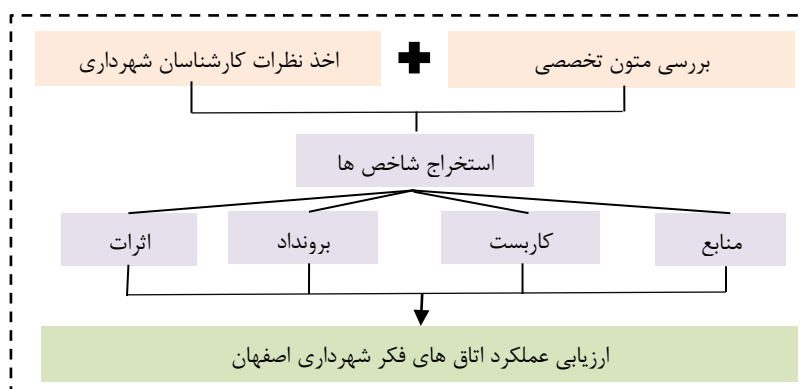 بررسی متون تخصصی
اخذ نظرات کارشناسان شهرداری
استخراج شاخص ها
منابع
کاربست
برونداد
اثرات
ارزیابی عملکرد اتاق های فکر شهرداری اصفهان